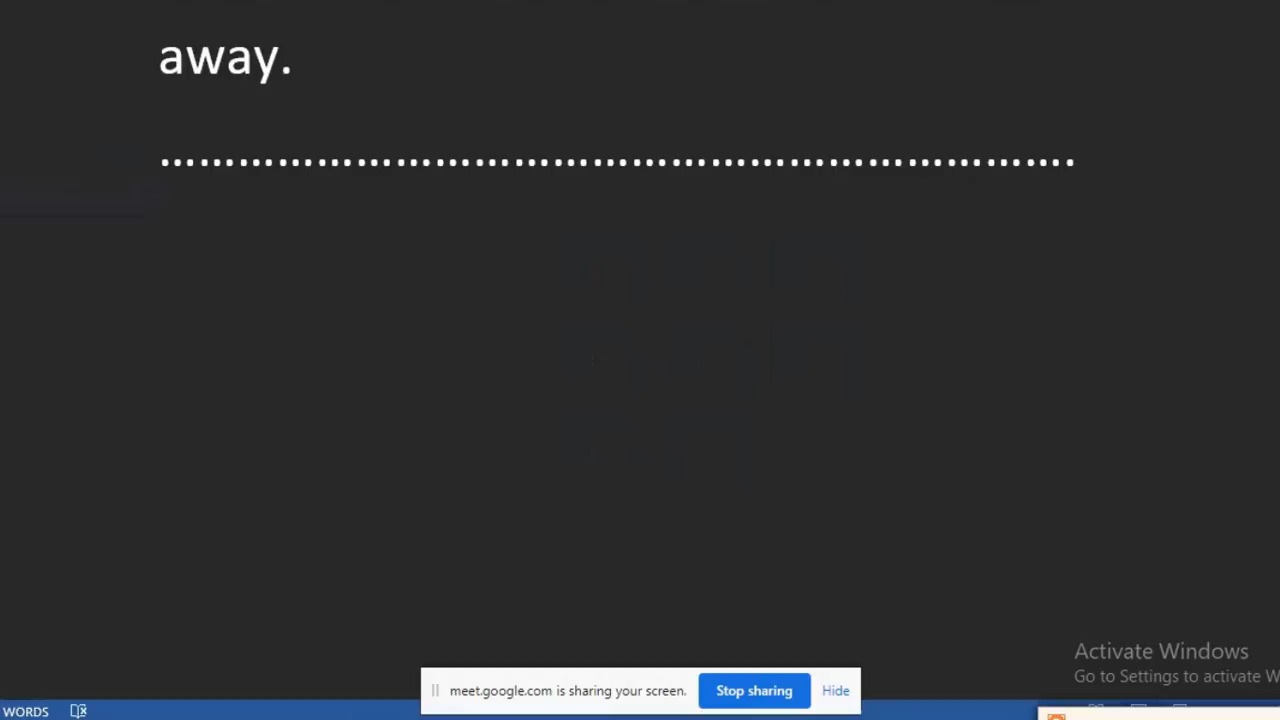 away.
......................................................................
meet.google.com is sharing your screen. Stop sharing Hide
Activate Windows
Go to Settings to activate W
WORDS